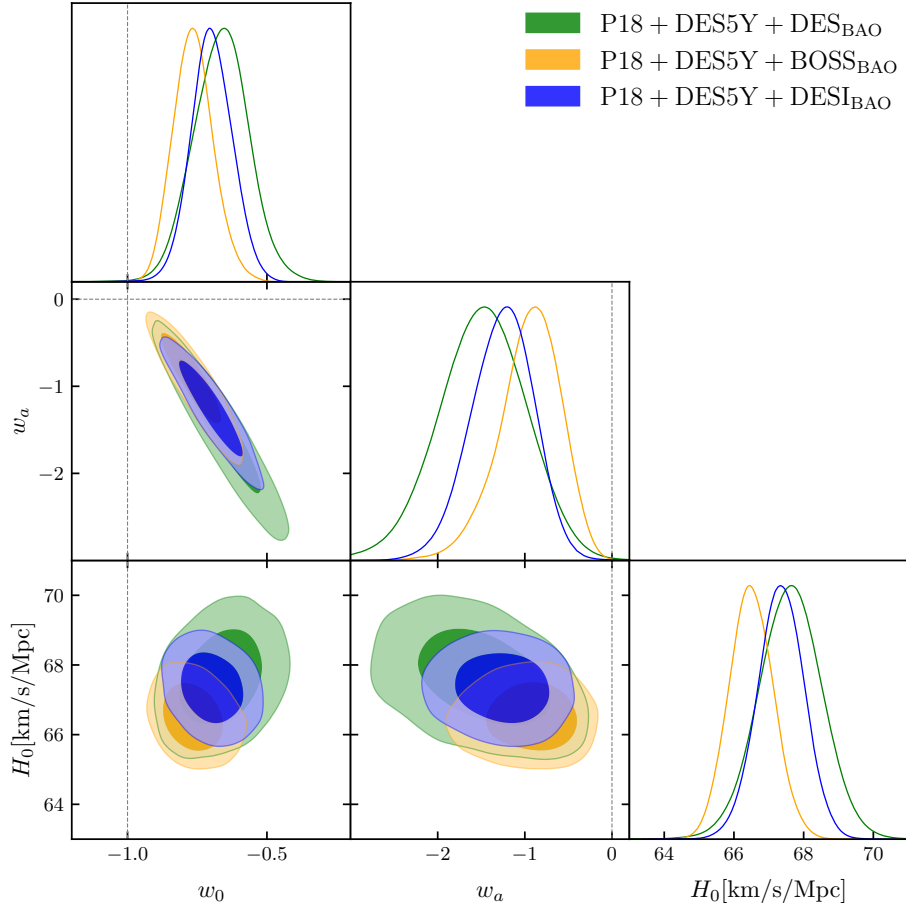 P18 + DES5Y + DES_BAO
P18 + DES5Y + BOSS_BAO
P18 + DES5Y + DESI_BAO
0
−1
−2
w_a
70
68
66
64
H_0[km/s/Mpc]
−1.0 −0.5
w_0
−2 −1 0
w_a
64 66 68 70
H_0[km/s/Mpc]